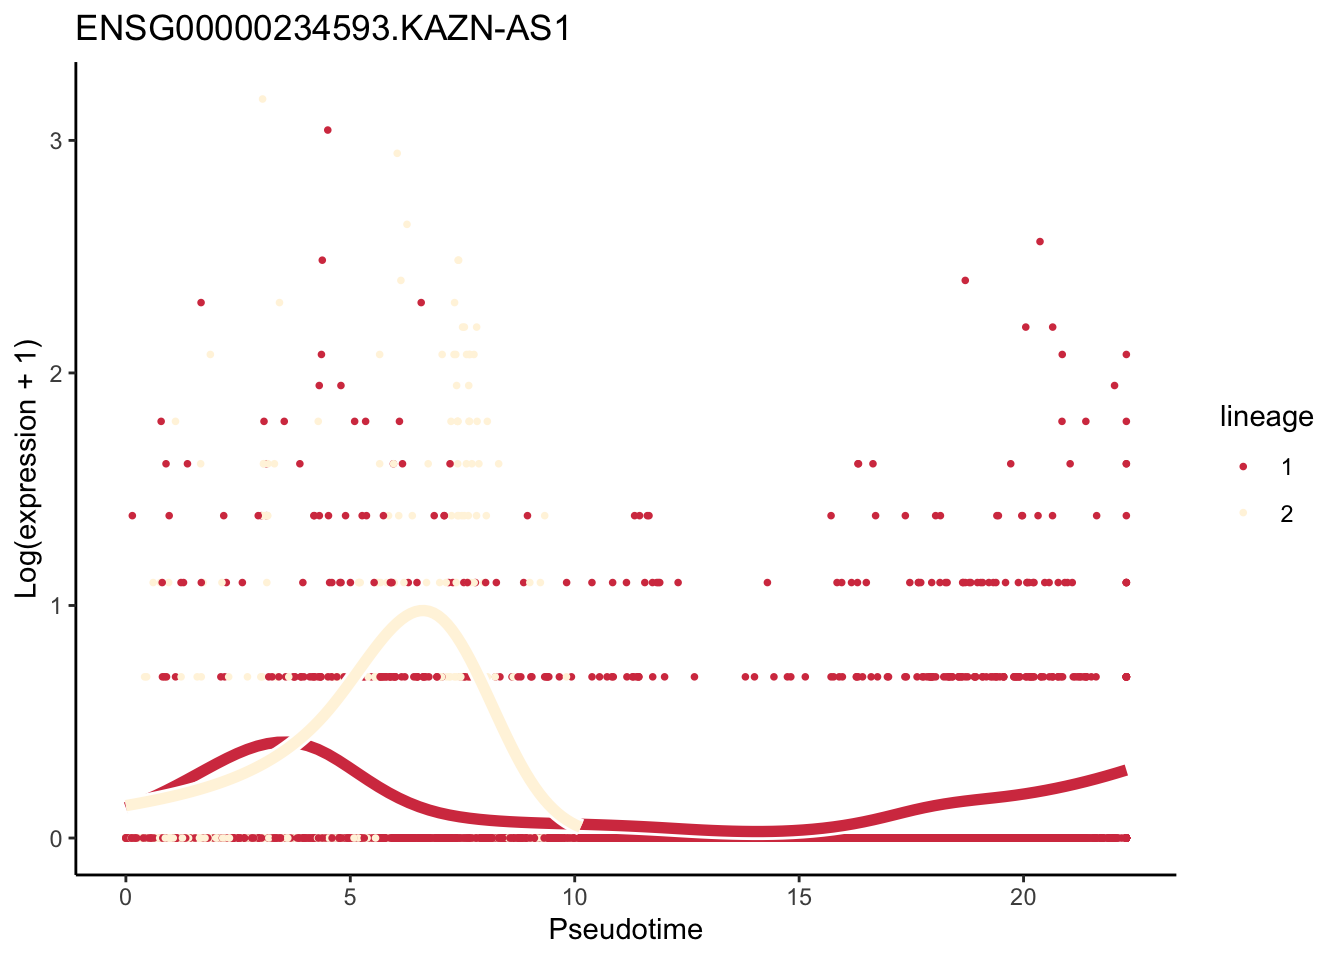 ENSG00000234593.KAZN-AS1
3
2
1
0
Log(expression + 1)
0 5 10 15 20
Pseudotime
lineage
1
2